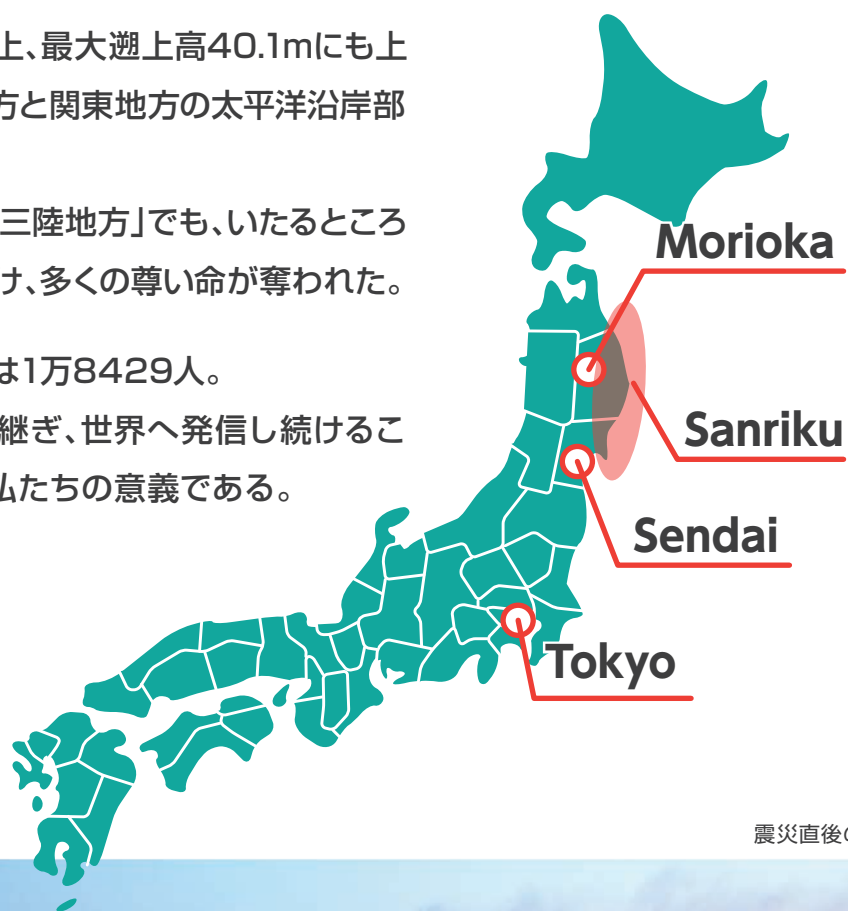 上、最大遡上高40.1mにも上
方と関東地方の太平洋沿岸部
三陸地方」でも、いたるところ
け、多くの尊い命が奪われた。
は1万8429人。
継ぎ、世界へ発信し続けるこ
私たちの意義である。
Morioka
Sanriku
Sendai
Tokyo
震災直後の